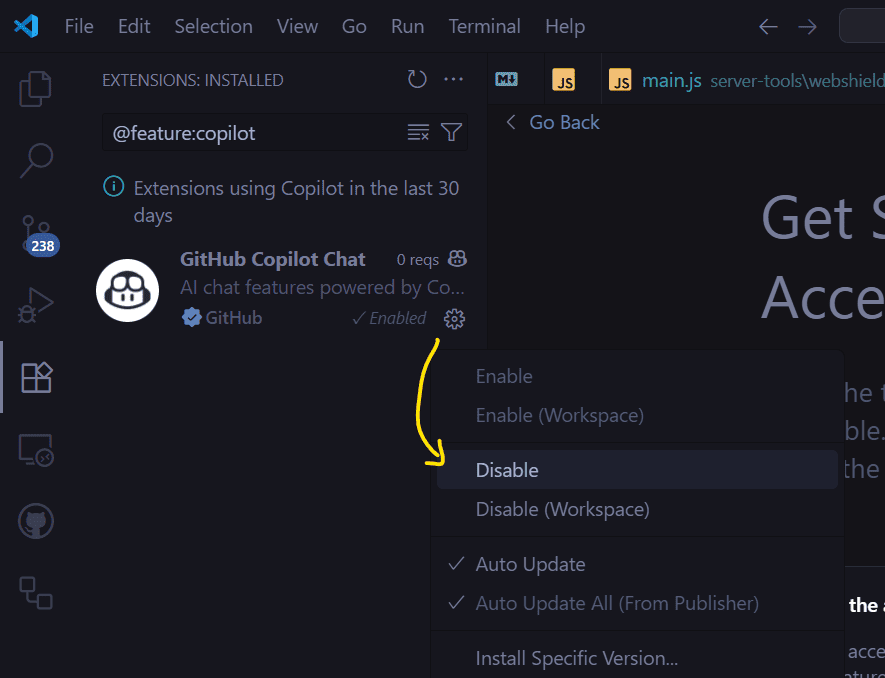 File Edit Selection View Go Run Terminal Help
EXTENSIONS: INSTALLED
JS
JS main.js server-tools\webshield
@feature:copilot
Go Back
Extensions using Copilot in the last 30
days
238
GitHub Copilot Chat 0 reqs
AI chat features powered by Co...
GitHub Enabled
Get
Acce
Enable
Enable (Workspace)
Disable
Disable (Workspace)
Auto Update
Auto Update All (From Publisher)
Install Specific Version...
he
ble.
the
the
acce